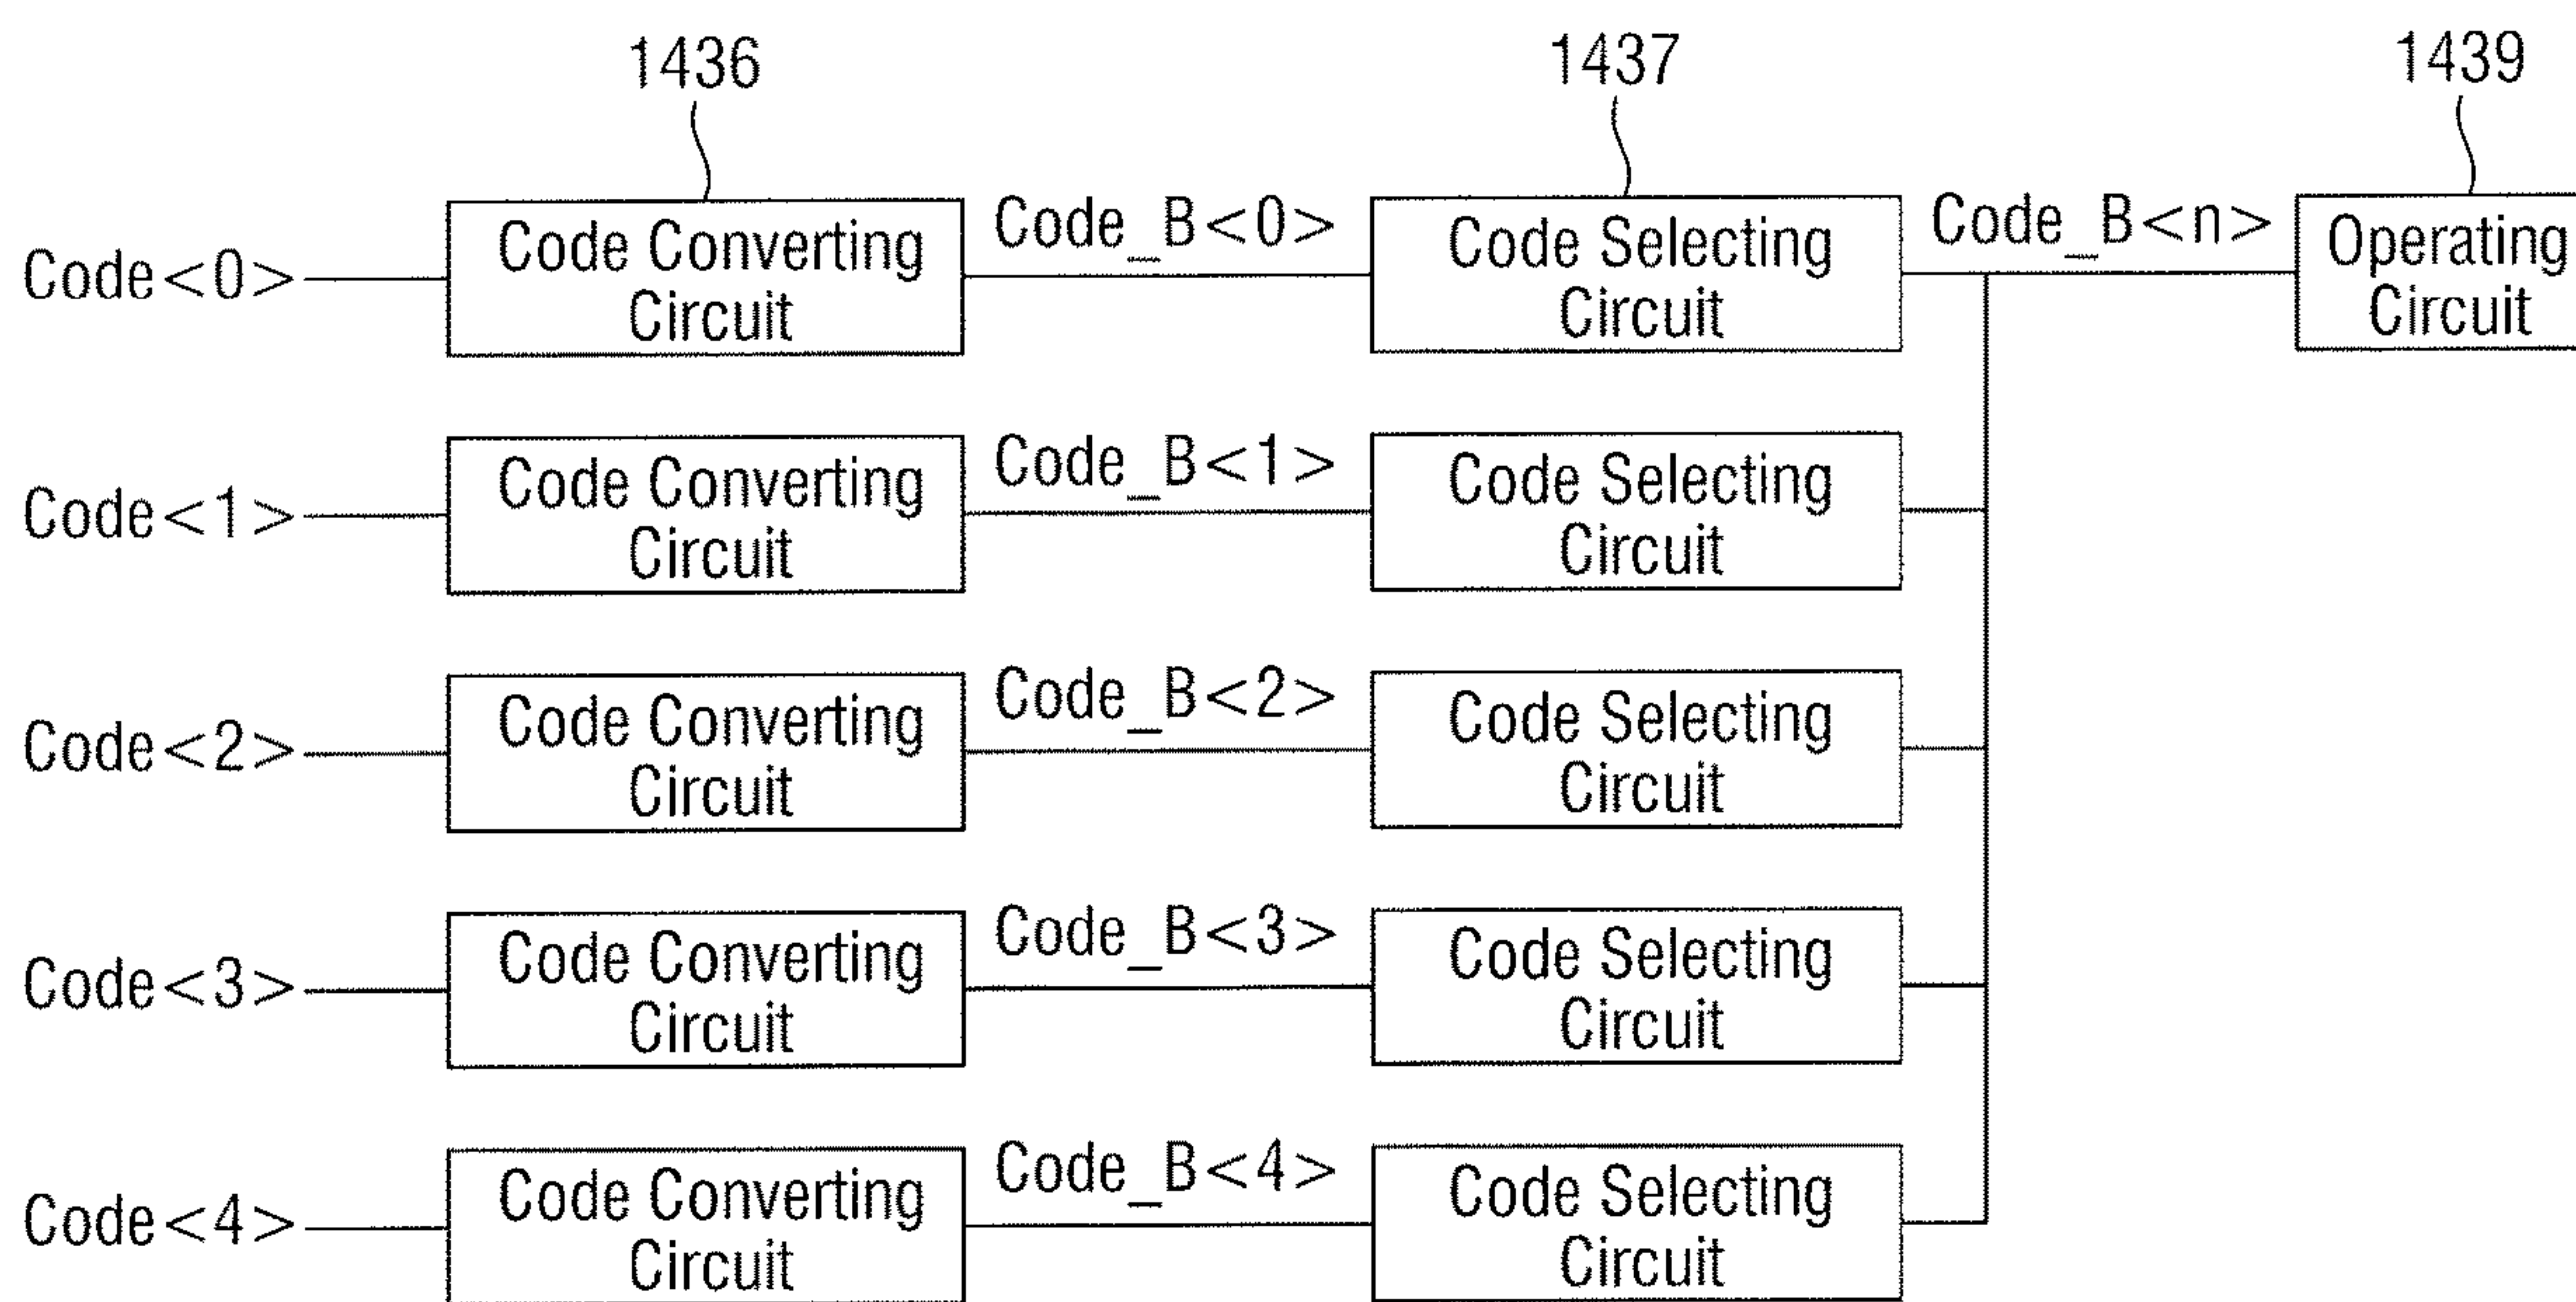 1436
1437
1439
Code<0>
Code Converting
Circuit
Code_B<0>
Code Selecting
Circuit
Code_B<n>
Operating
Circuit
Code<1>
Code Converting
Circuit
Code_B<1>
Code Selecting
Circuit
Code<2>
Code Converting
Circuit
Code_B<2>
Code Selecting
Circuit
Code<3>
Code Converting
Circuit
Code_B<3>
Code Selecting
Circuit
Code<4>
Code Converting
Circuit
Code_B<4>
Code Selecting
Circuit